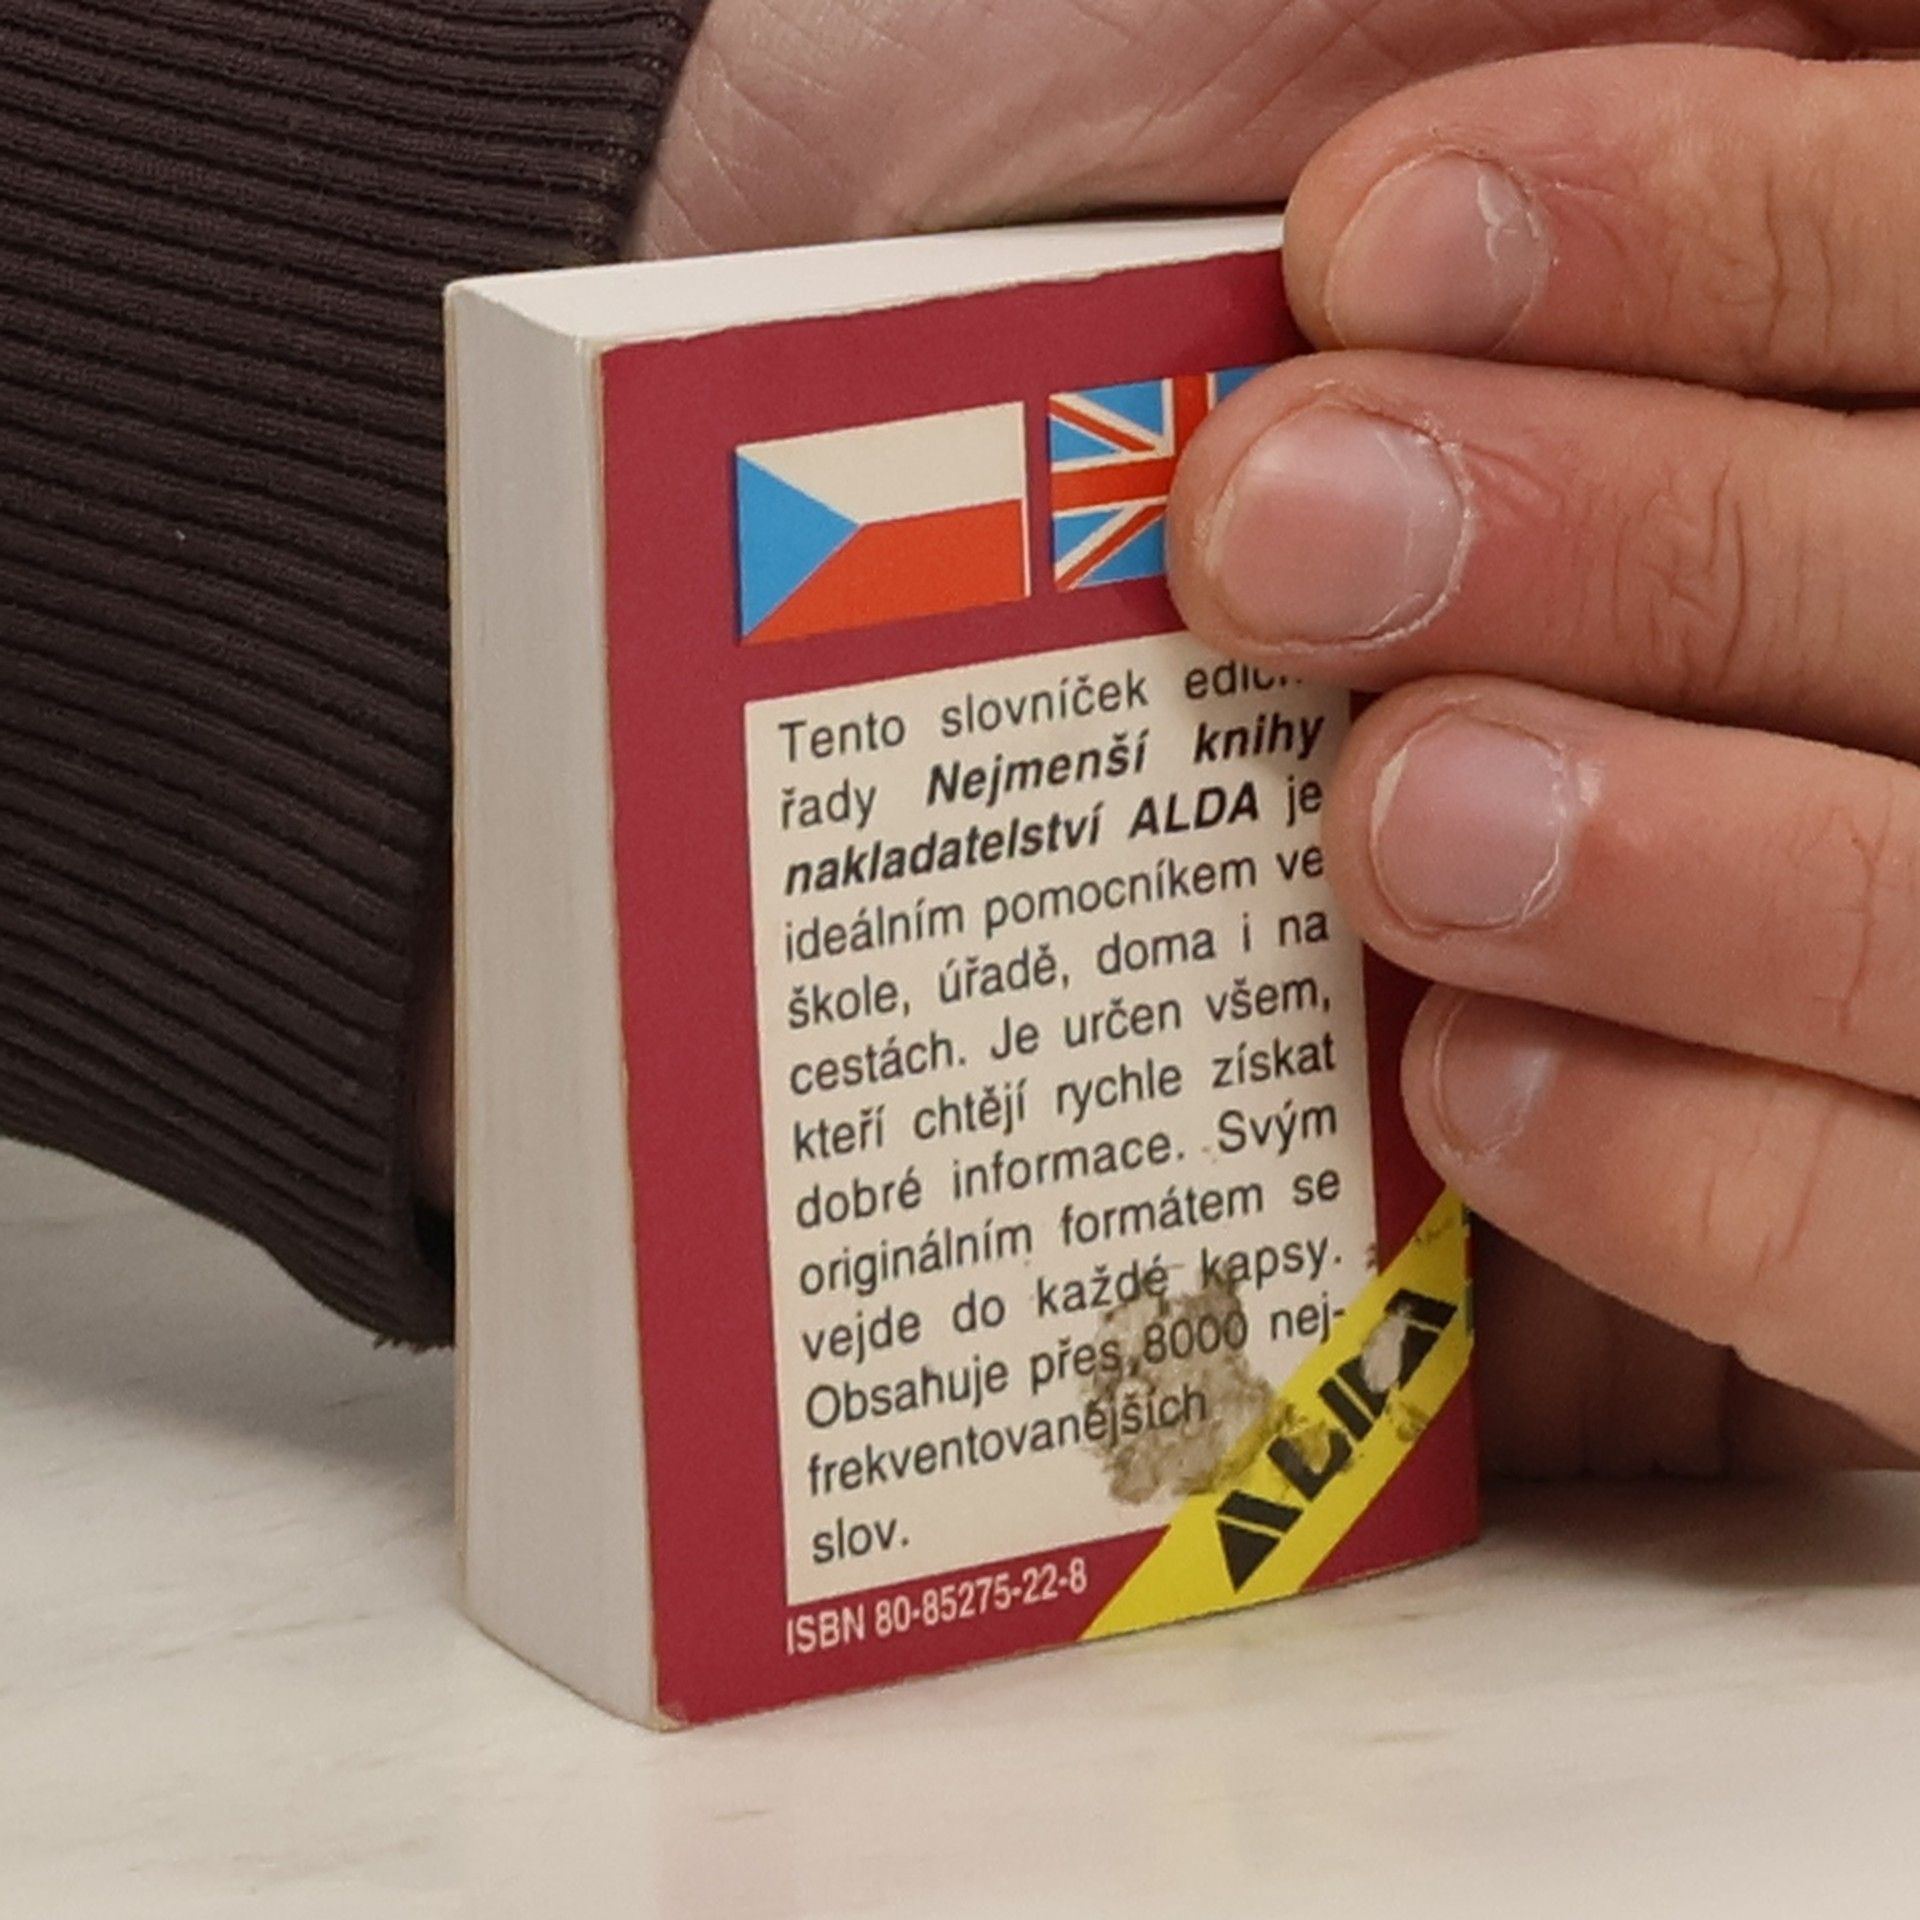 Tento slovníček
řady Nejmenší knihy
nakladatelství ALDA je
ideálním pomocníkem ve
škole, úřadě, doma i na
cestách. Je určen všem,
kteří chtějí rychle získat
dobré informace. Svým
originálním formátem se
vejde do každé kapsy.
Obsahuje přes 8000 nej-
frekventovanějších
slov.
ISBN 80-85275-22-8
ALDA